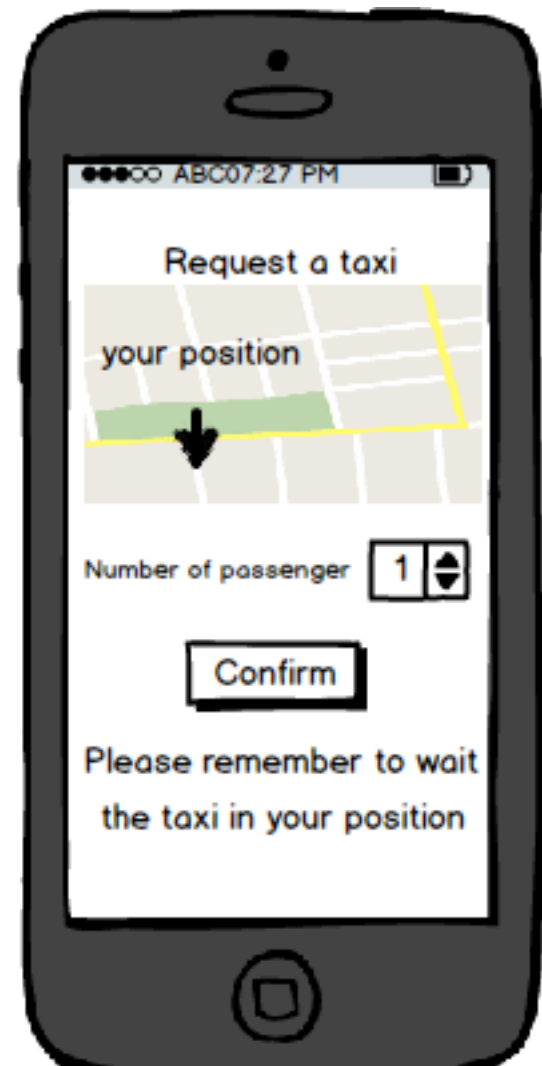 ABC07:27 PM
Request a taxi
your position
Number of passenger 1
Confirm
Please remember to wait
the taxi in your position